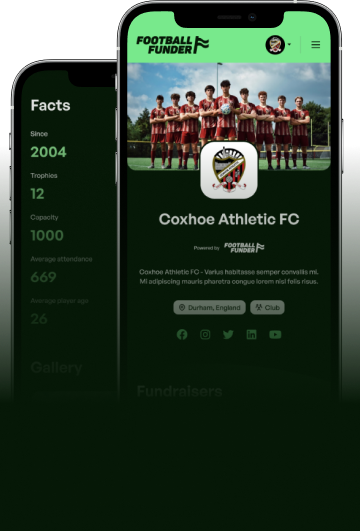 Facts
Since
2004
Trophies
12
Capacity
1000
Average attendance
669
Average player age
26
Gallery
FOOTBALL
FUNDER
Coxhoe Athletic FC
Powered by FOOTBALL
FUNDER
Coxhoe Athletic FC - Varius habitasse semper convallis mi.
Mi adipiscing mauris pharetra congue lorem nisl felis risus.
Durham, England
Club
Fundraisers